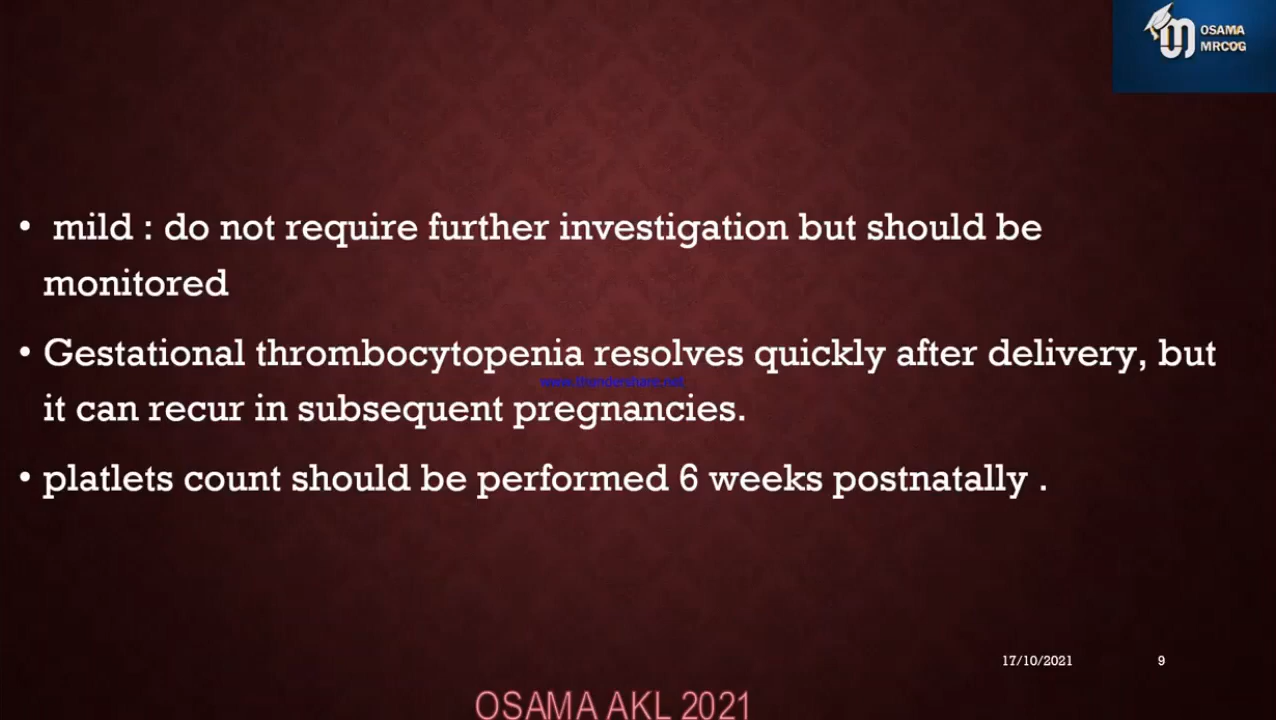 OSAMA
MRCOG
• mild : do not require further investigation but should be
monitored
• Gestational thrombocytopenia resolves quickly after delivery, but
it can recur in subsequent pregnancies.
• platlets count should be performed 6 weeks postnatally .
17/10/2021 9
OSAMA AKL 2021